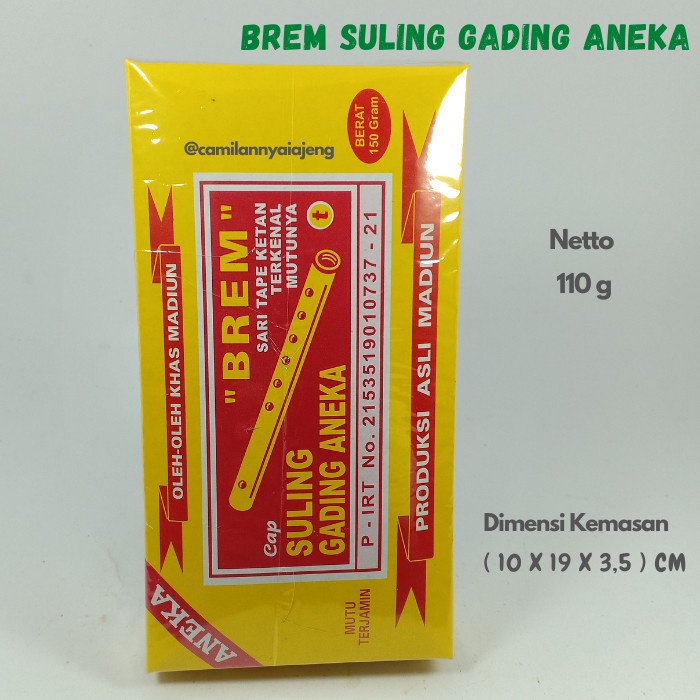 BREM SULING GADING ANEKA
@camilannyaiajeng
BERAT
150 Gram
OLEH-OLEH KHAS MADIUN
"BREM"
SARI TAPE KETAN
TERKENAL
MUTUNYA
t
Cap
SULING
GADING ANEKA
P - IRT No. 2153519010737 - 21
PRODUKSI ASLI MADIUN
ANEKA
MUTU
TERJAMIN
Netto
110 g
Dimensi Kemasan
( 10 X 19 X 3,5 ) CM